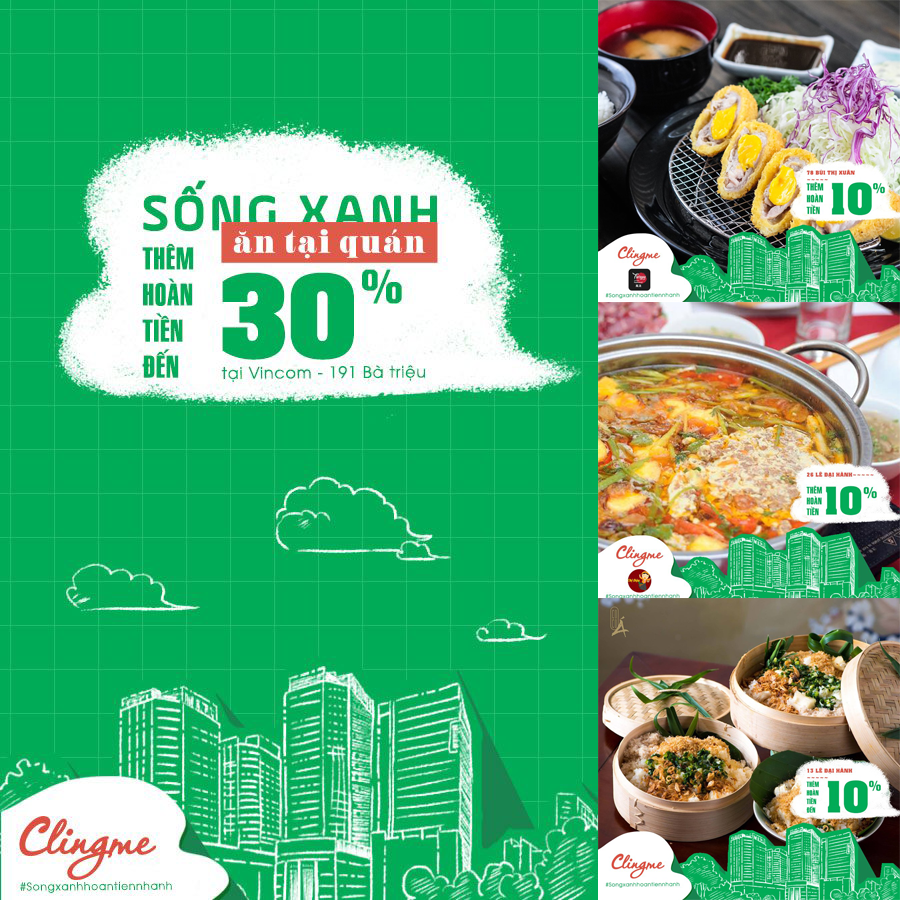 SỐNG XANH
ăn tại quán
THÊM
HOÀN
TIỀN
ĐẾN
30%
tại Vincom - 191 Bà triệu
Clingme
#Songxanhhoantiennhanh
78 BÙI THỊ XUÂN
THÊM
HOÀN
TIỀN
10%
Clingme
#Songxanhhoantiennhanh
26 LÊ ĐẠI HÀNH
THÊM
HOÀN
TIỀN
10%
Clingme
#Songxanhhoantiennhanh
13 LÊ ĐẠI HÀNH
THÊM
HOÀN
TIỀN
ĐẾN
10%
Clingme
#Songxanhhoantiennhanh